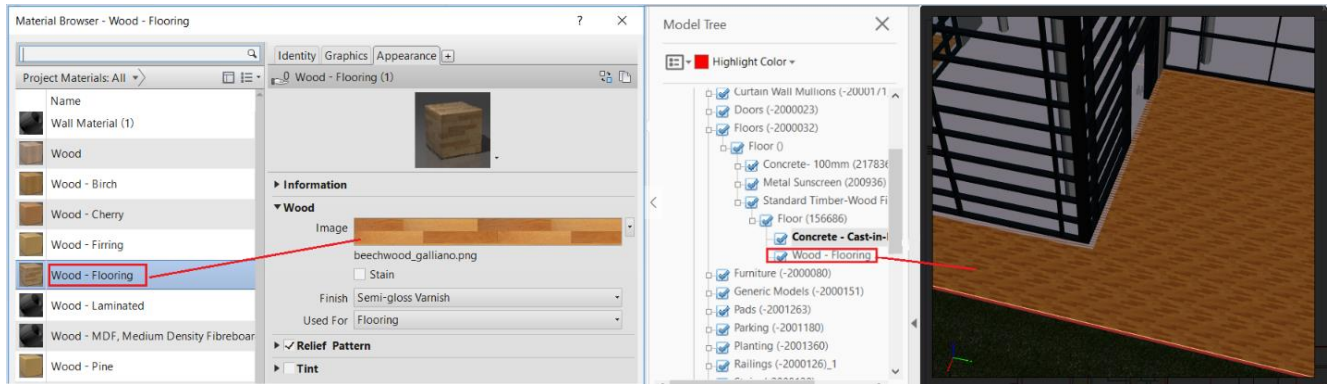 Material Browser - Wood - Flooring
? ×
Identity Graphics Appearance +
Project Materials: All
0 Wood - Flooring (1)
Name
Wall Material (1)
Wood
Wood - Birch
Wood - Cherry
Wood - Firring
Wood - Flooring
Wood - Laminated
Wood - MDF, Medium Density Fibreboar
Wood - Pine
Information
Wood
Image
beechwood_galliano.png
Stain
Finish Semi-gloss Varnish
Used For Flooring
Relief Pattern
Tint
Model Tree
Highlight Color
Curtain Wall Mullions (-2000171
Doors (-2000023)
Floors (-2000032)
Floor ()
Concrete- 100mm (217836
Metal Sunscreen (200936)
Standard Timber-Wood Fi
Floor (156686)
Concrete - Cast-in-
Wood - Flooring
Furniture (-2000080)
Generic Models (-2000151)
Pads (-2001263)
Parking (-2001180)
Planting (-2001360)
Railings (-2000126)_1